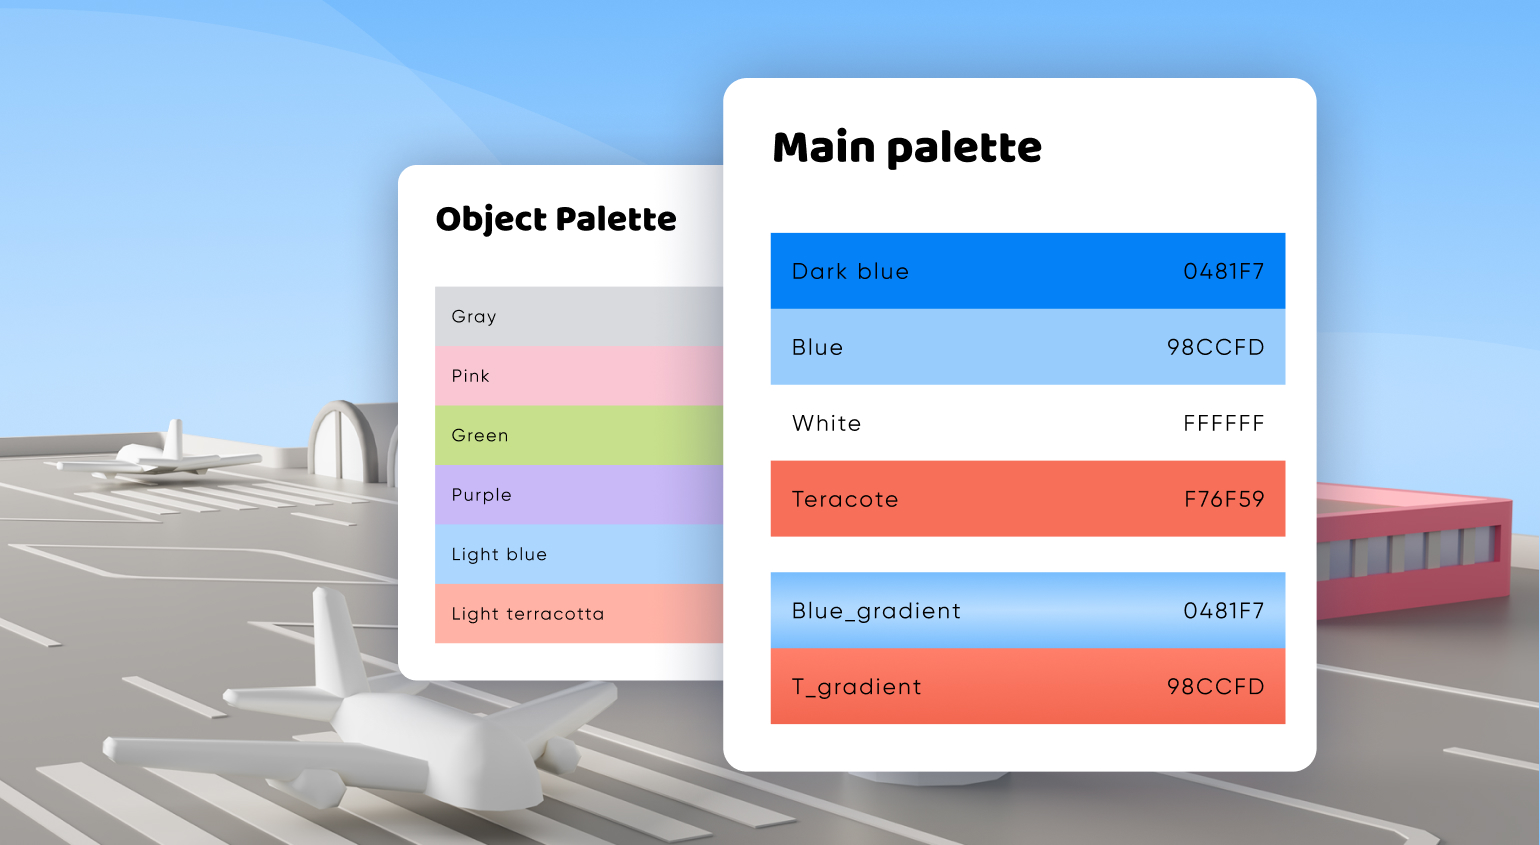 Object Palette
Gray
Pink
Green
Purple
Light blue
Light terracotta
Main palette
Dark blue 0481F7
Blue 98CCFD
White FFFFFF
Teracote F76F59
Blue_gradient 0481F7
T_gradient 98CCFD